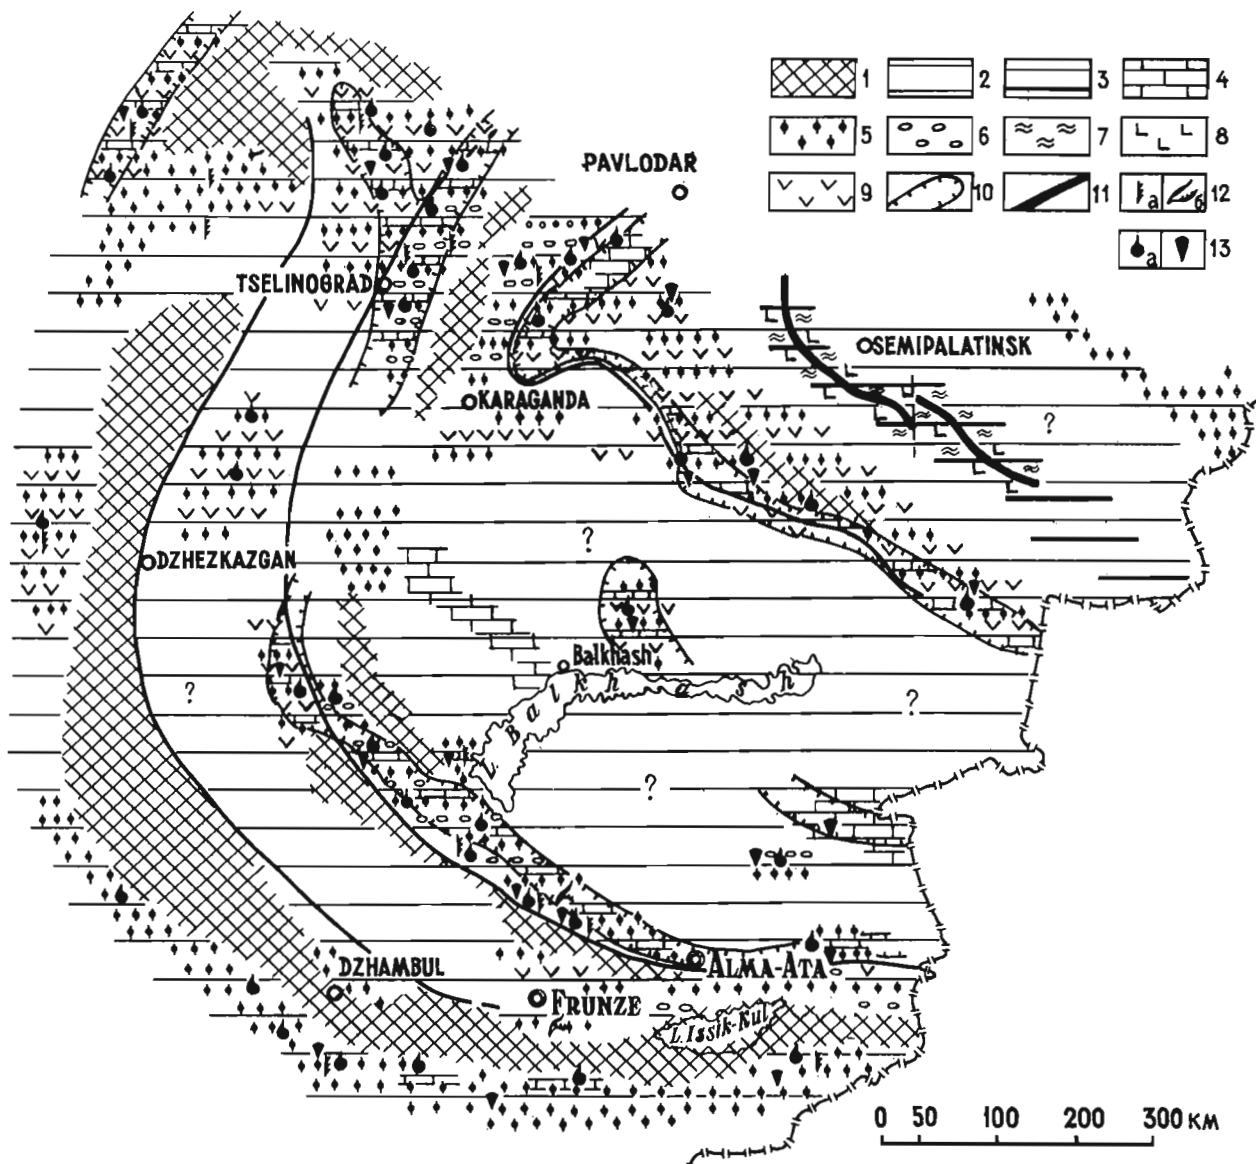 1 2 3 4
5 6 7 8
9 10 11 a б 12
a 13
PAVLODAR
TSELINOGRAD
SEMIPALATINSK
KARAGANDA
?
?
DZHEZKAZGAN
Balkhash
L. Balkhash
?
?
?
ALMA-ATA
DZHAMBUL
FRUNZE
L. Issik-Kul
0 50 100 200 300 КМ